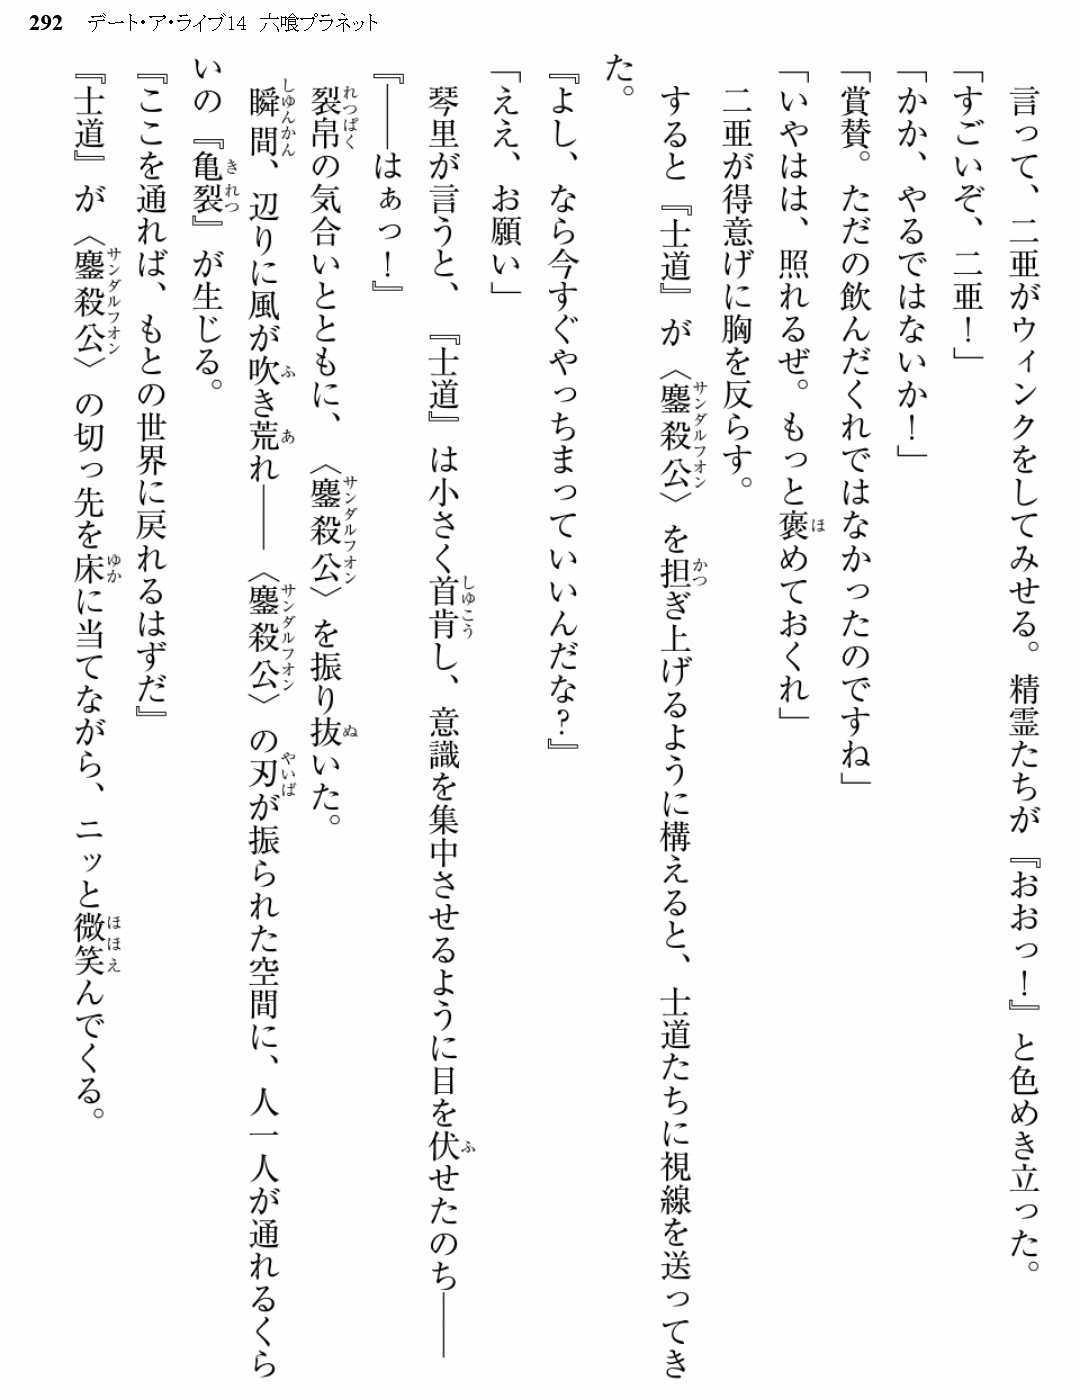 292 デート・ア・ライブ14 六喰プラネット
言って、二亜がウィンクをしてみせる。精霊たちが『おおっ！』と色めき立った。
「すごいぞ、二亜！」
「かか、やるではないか！」
「賞賛。ただの飲んだくれではなかったのですね」
「いやはは、照れるぜ。もっと褒めておくれ」
二亜が得意げに胸を反らす。
すると『士道』が〈鏖殺公〉を担ぎ上げるように構えると、士道たちに視線を送ってき
た。
『よし、なら今すぐやっちまっていいんだな？』
「ええ、お願い」
琴里が言うと、『士道』は小さく首肯し、意識を集中させるように目を伏せたのち――
『――はぁっ！』
裂帛の気合いとともに、〈鏖殺公〉を振り抜いた。
瞬間、辺りに風が吹き荒れ――〈鏖殺公〉の刃が振られた空間に、人一人が通れるくら
いの『亀裂』が生じる。
『ここを通れば、もとの世界に戻れるはずだ』
『士道』が〈鏖殺公〉の切っ先を床に当てながら、ニッと微笑んでくる。